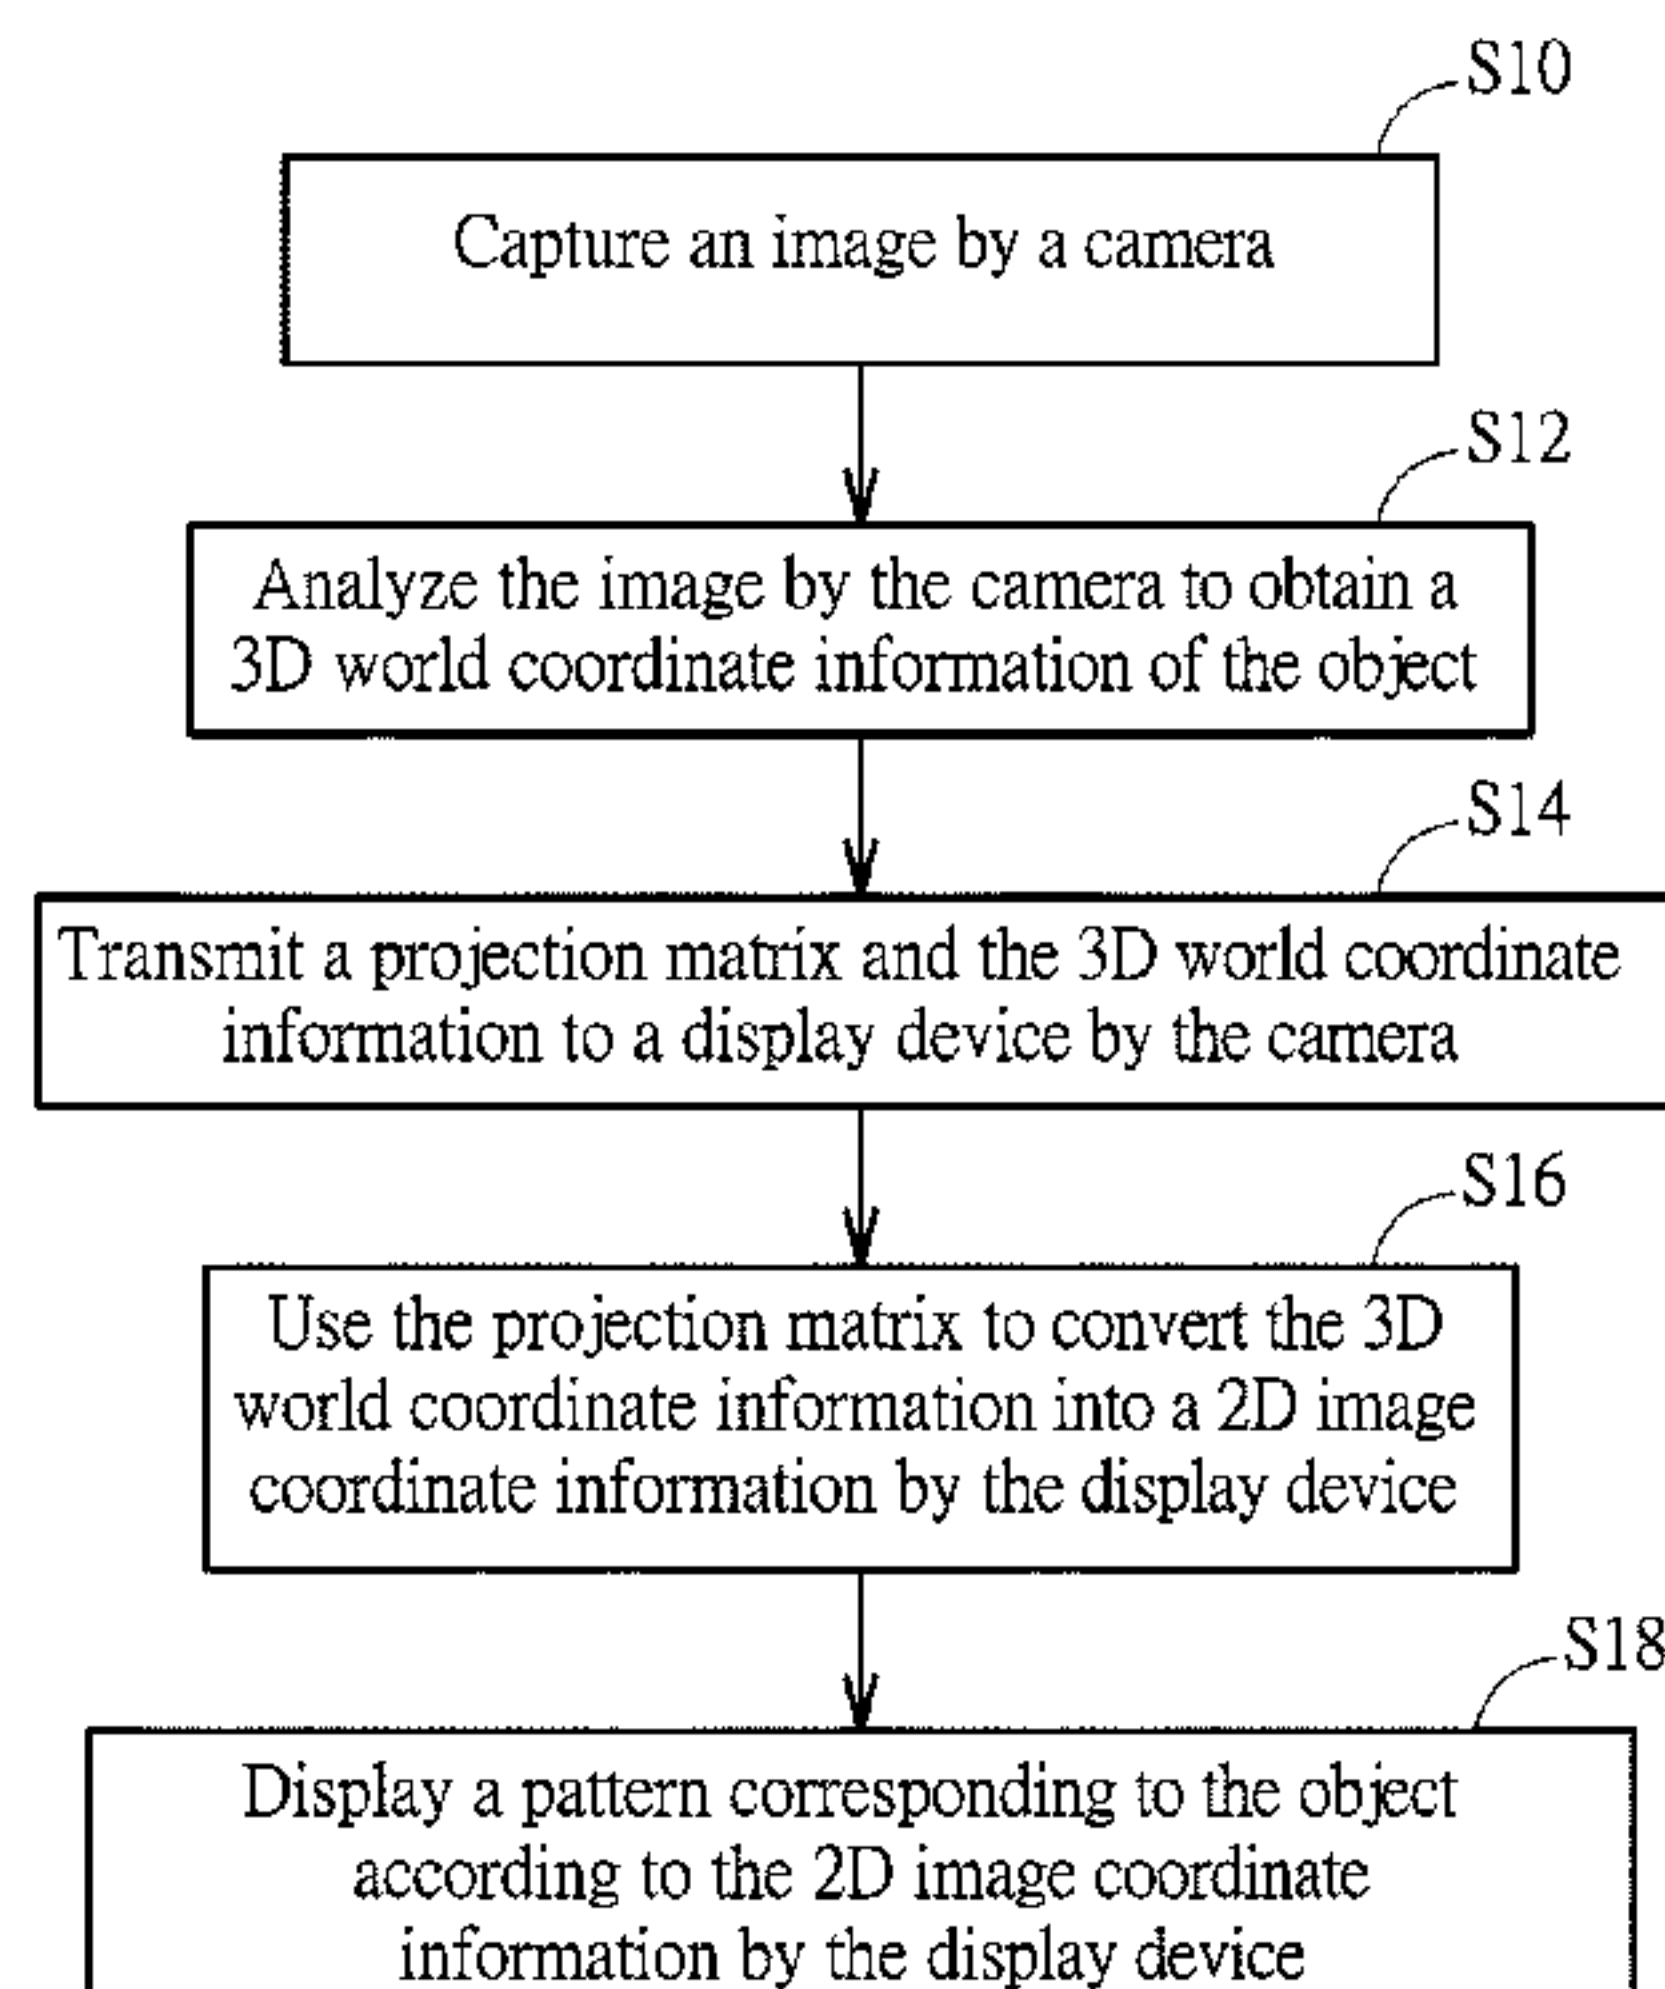 S10
Capture an image by a camera
S12
Analyze the image by the camera to obtain a
3D world coordinate information of the object
S14
Transmit a projection matrix and the 3D world coordinate
information to a display device by the camera
S16
Use the projection matrix to convert the 3D
world coordinate information into a 2D image
coordinate information by the display device
S18
Display a pattern corresponding to the object
according to the 2D image coordinate
information by the display device